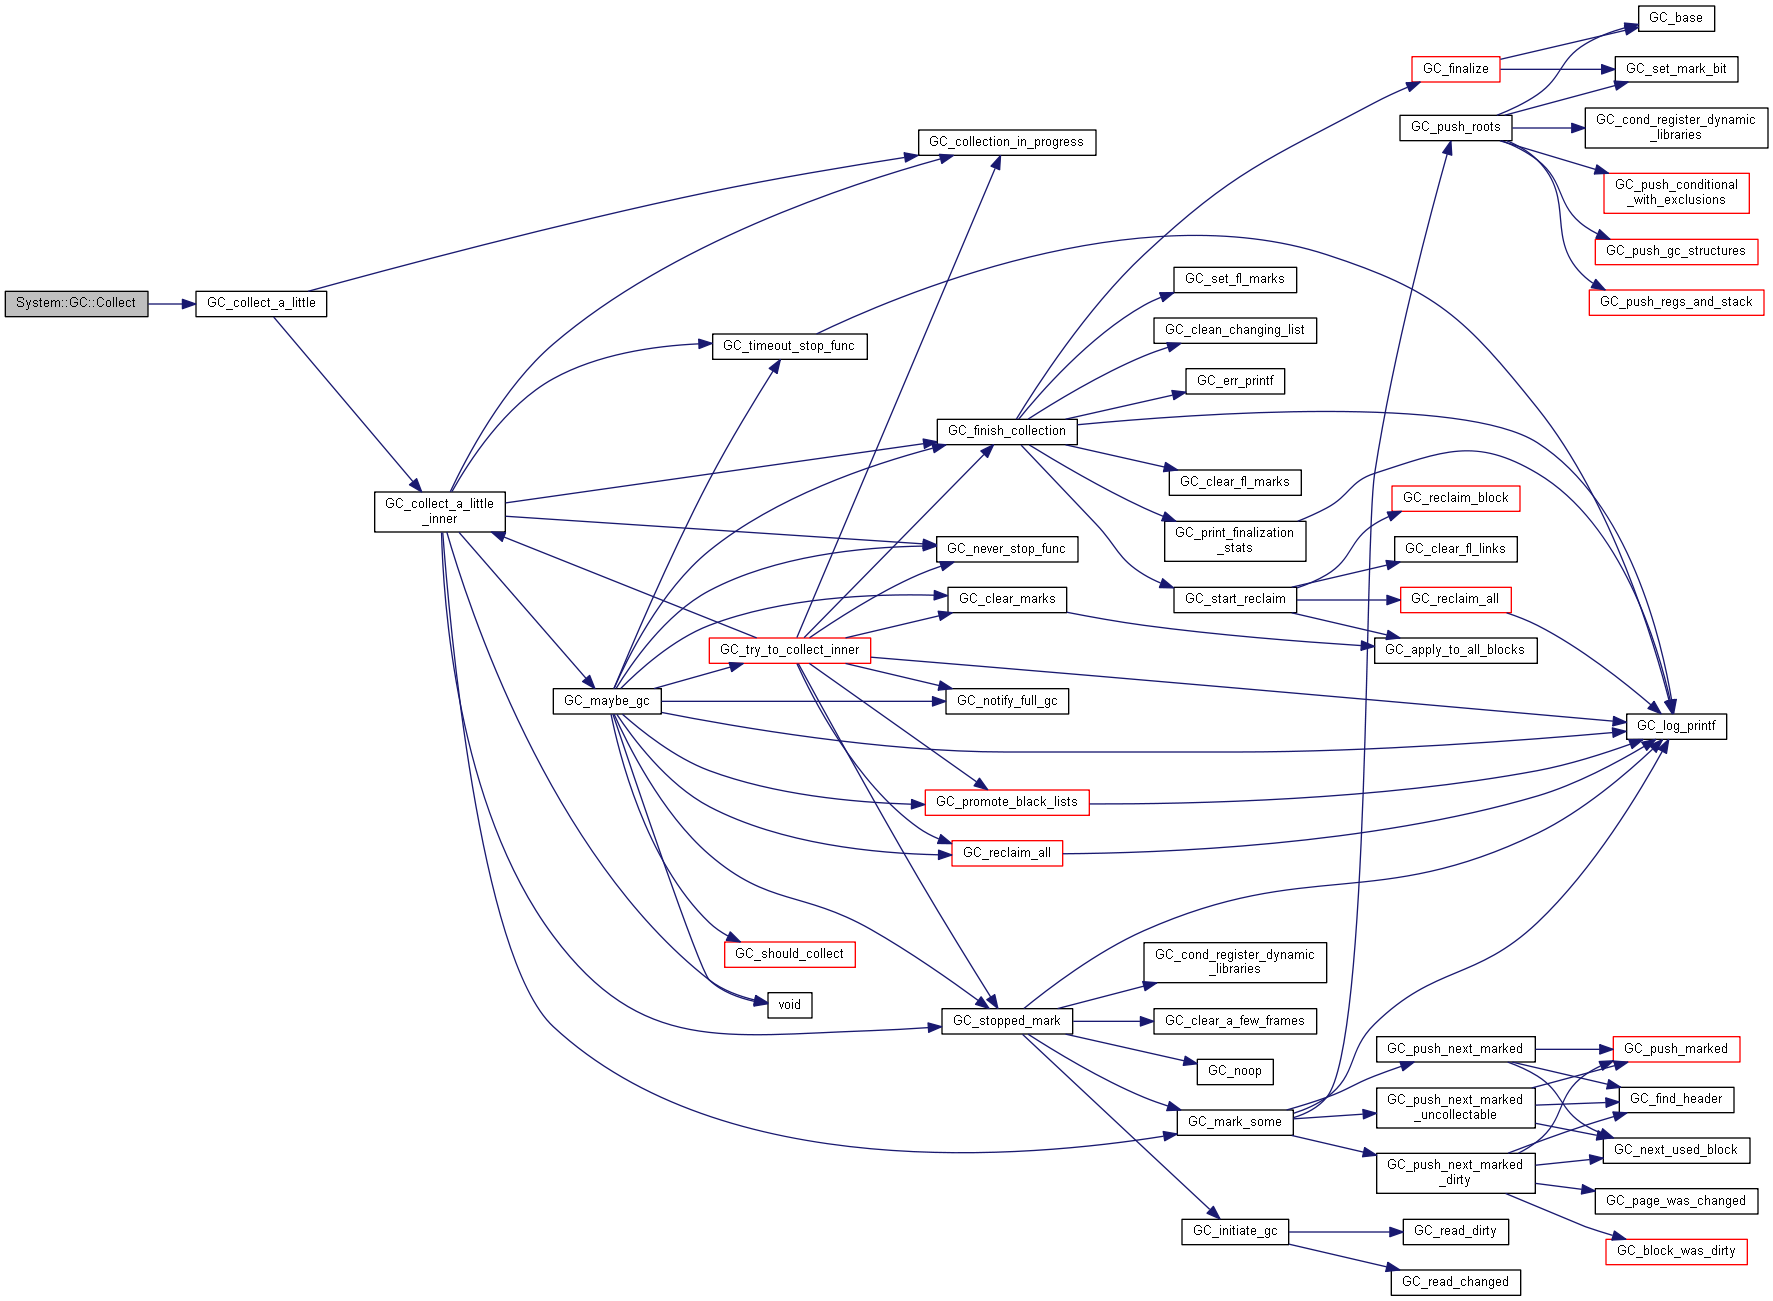 System::GC::Collect
GC_collect_a_little
GC_collect_a_little
_inner
GC_maybe_gc
GC_timeout_stop_func
GC_try_to_collect_inner
GC_should_collect
void
GC_collection_in_progress
GC_finish_collection
GC_never_stop_func
GC_clear_marks
GC_notify_full_gc
GC_promote_black_lists
GC_reclaim_all
GC_stopped_mark
GC_set_fl_marks
GC_clean_changing_list
GC_err_printf
GC_clear_fl_marks
GC_print_finalization
_stats
GC_start_reclaim
GC_cond_register_dynamic
_libraries
GC_clear_a_few_frames
GC_noop
GC_mark_some
GC_initiate_gc
GC_finalize
GC_push_roots
GC_reclaim_block
GC_clear_fl_links
GC_reclaim_all
GC_apply_to_all_blocks
GC_push_next_marked
GC_push_next_marked
_uncollectable
GC_push_next_marked
_dirty
GC_read_dirty
GC_read_changed
GC_base
GC_set_mark_bit
GC_cond_register_dynamic
_libraries
GC_push_conditional
_with_exclusions
GC_push_gc_structures
GC_push_regs_and_stack
GC_log_printf
GC_push_marked
GC_find_header
GC_next_used_block
GC_page_was_changed
GC_block_was_dirty